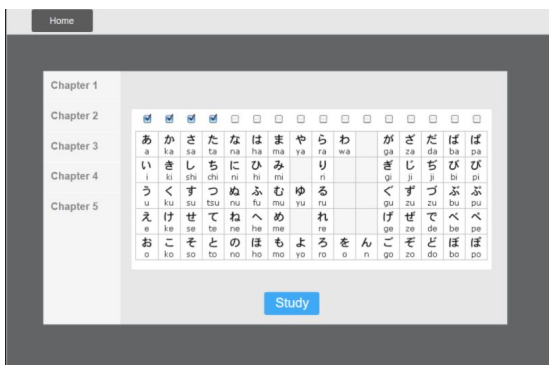 Home
Chapter 1
Chapter 2
Chapter 3
Chapter 4
Chapter 5
あ か さ た な は ま や ら わ が ざ だ ば ぱ
a ka sa ta na ha ma ya ra wa ga za da ba pa
い き し ち に ひ み り ぎ じ ぢ び ぴ
i ki shi chi ni hi mi ri gi ji ji bi pi
う く す つ ぬ ふ む ゆ る ぐ ず づ ぶ ぷ
u ku su tsu nu fu mu yu ru gu zu zu bu pu
え け せ て ね へ め れ げ ぜ で べ ぺ
e ke se te ne he me re ge ze de be pe
お こ そ と の ほ も よ ろ を ん ご ぞ ど ぼ ぽ
o ko so to no ho mo yo ro o n go zo do bo po
Study